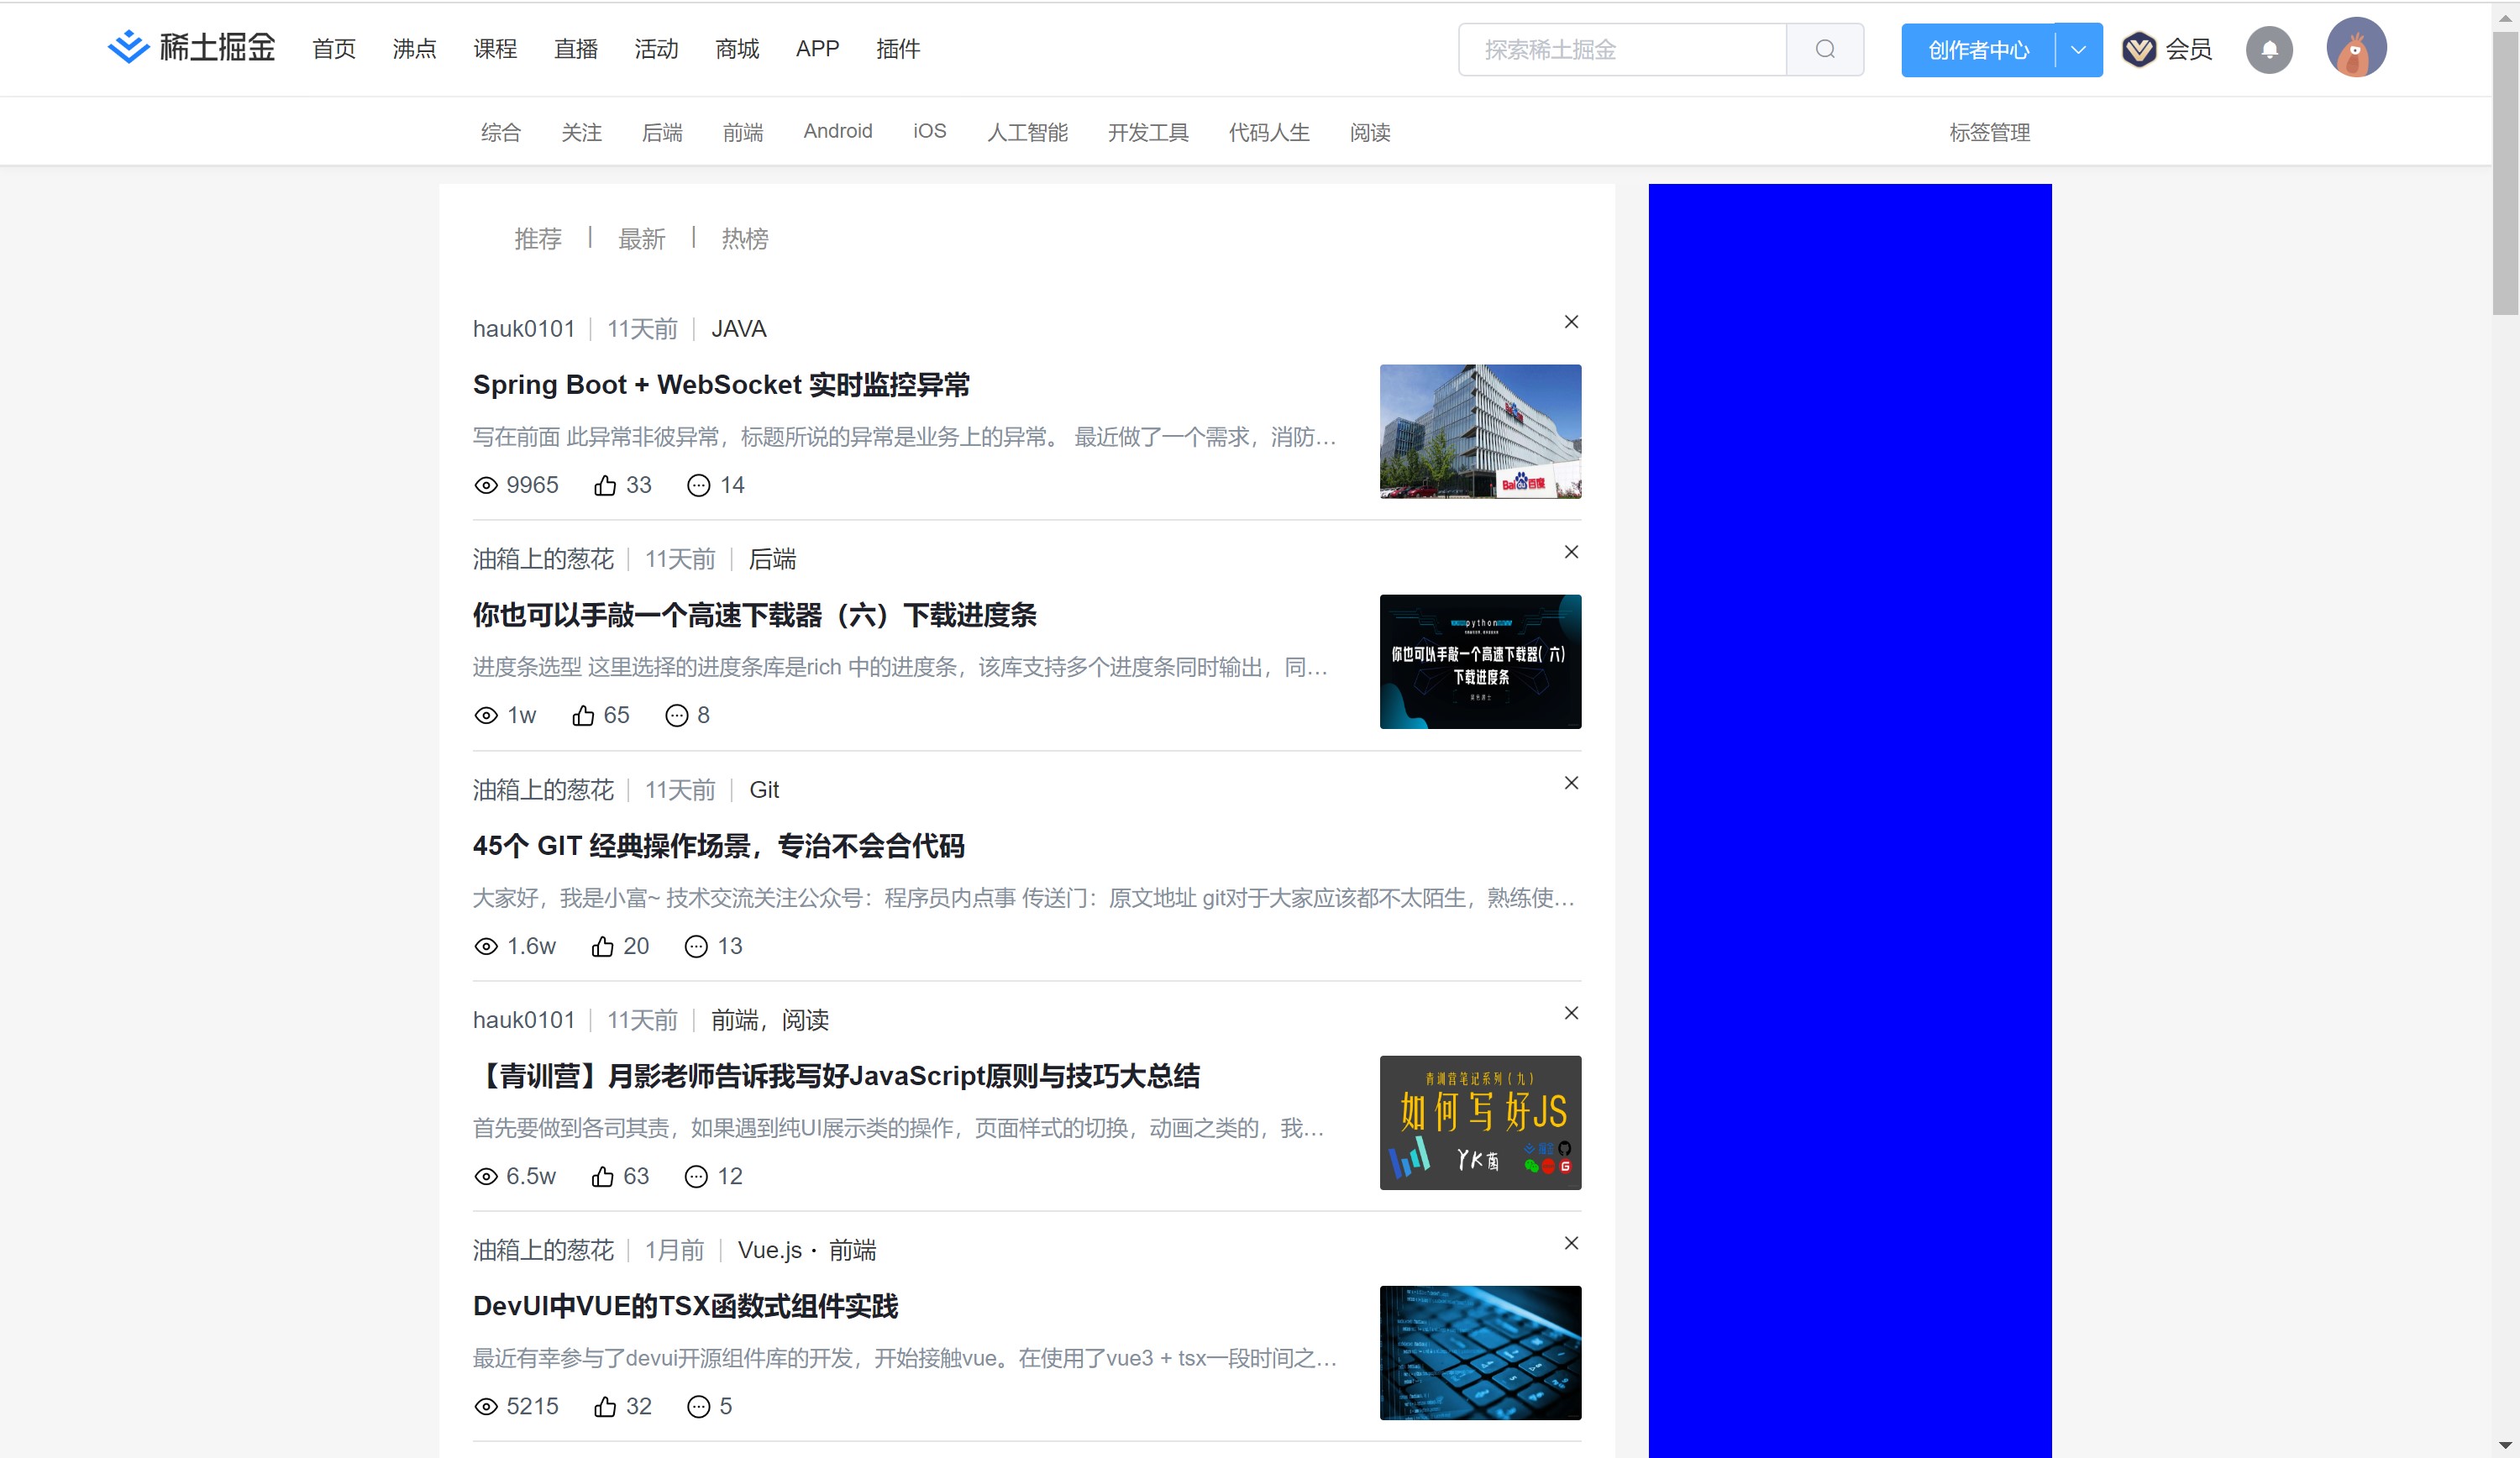 稀土掘金 首页 沸点 课程 直播 活动 商城 APP 插件 探索稀土掘金 创作者中心 会员
综合 关注 后端 前端 Android iOS 人工智能 开发工具 代码人生 阅读 标签管理
推荐 | 最新 | 热榜
hauk0101 | 11天前 | JAVA
Spring Boot + WebSocket 实时监控异常
写在前面 此异常非彼异常，标题所说的异常是业务上的异常。 最近做了一个需求，消防…
9965 33 14
Bai du 百度
油箱上的葱花 | 11天前 | 后端
你也可以手敲一个高速下载器（六）下载进度条
进度条选型 这里选择的进度条库是rich 中的进度条，该库支持多个进度条同时输出，同…
1w 65 8
python
你也可以手敲一个高速下载器(六)
下载进度条
油箱上的葱花 | 11天前 | Git
45个 GIT 经典操作场景，专治不会合代码
大家好，我是小富~ 技术交流关注公众号：程序员内点事 传送门：原文地址 git对于大家应该都不太陌生，熟练使…
1.6w 20 13
hauk0101 | 11天前 | 前端，阅读
【青训营】月影老师告诉我写好JavaScript原则与技巧大总结
首先要做到各司其责，如果遇到纯UI展示类的操作，页面样式的切换，动画之类的，我…
6.5w 63 12
青训营笔记系列(九)
如何写好JS
YK菌
掘金
油箱上的葱花 | 1月前 | Vue.js · 前端
DevUI中VUE的TSX函数式组件实践
最近有幸参与了devui开源组件库的开发，开始接触vue。在使用了vue3 + tsx一段时间之…
5215 32 5